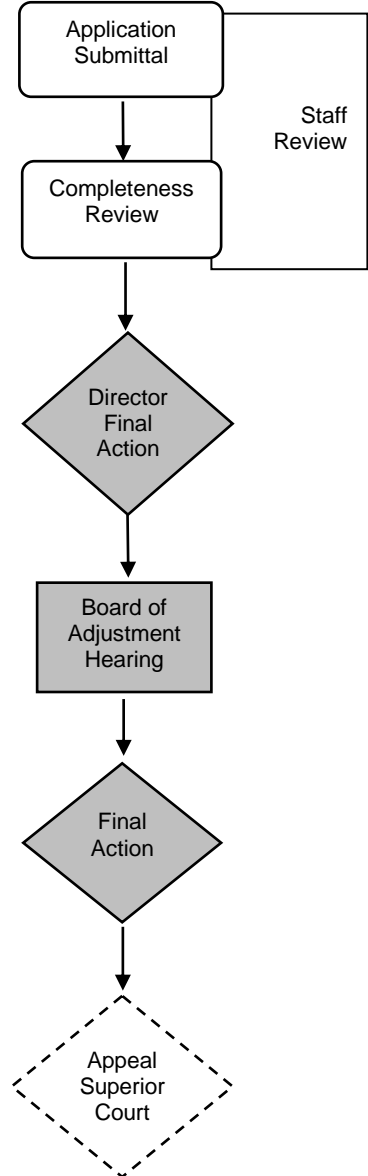 Application
Submittal
Staff
Review
Completeness
Review
Director
Final
Action
Board of
Adjustment
Hearing
Final
Action
Appeal
Superior
Court